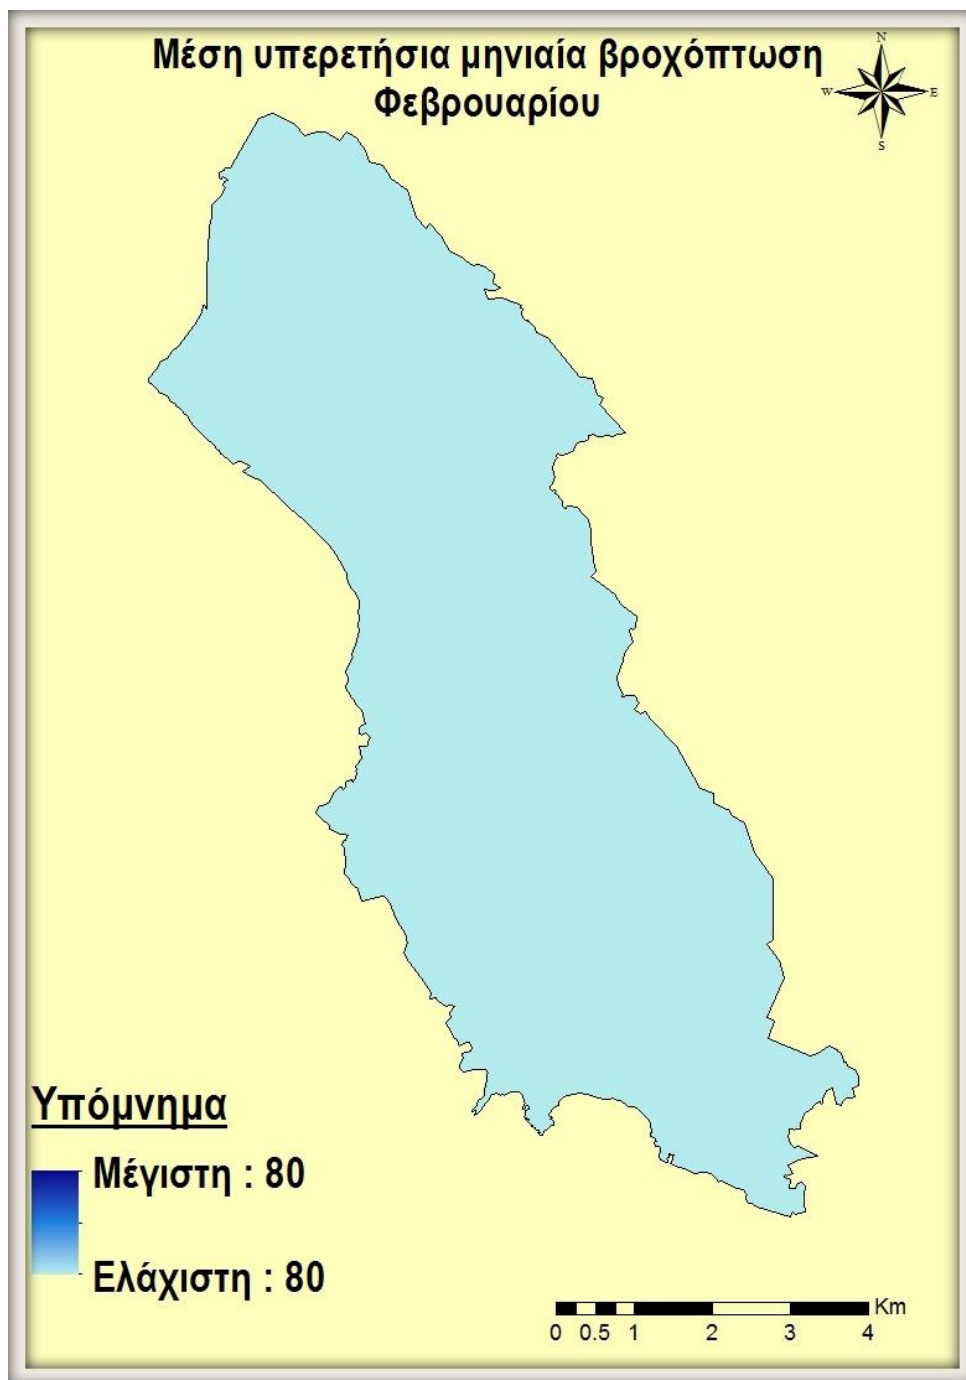 Μέση υπερετήσια μηνιαία βροχόπτωση
Φεβρουαρίου
N
W E
S
Υπόμνημα
Μέγιστη : 80
Ελάχιστη : 80
Km
0 0.5 1 2 3 4